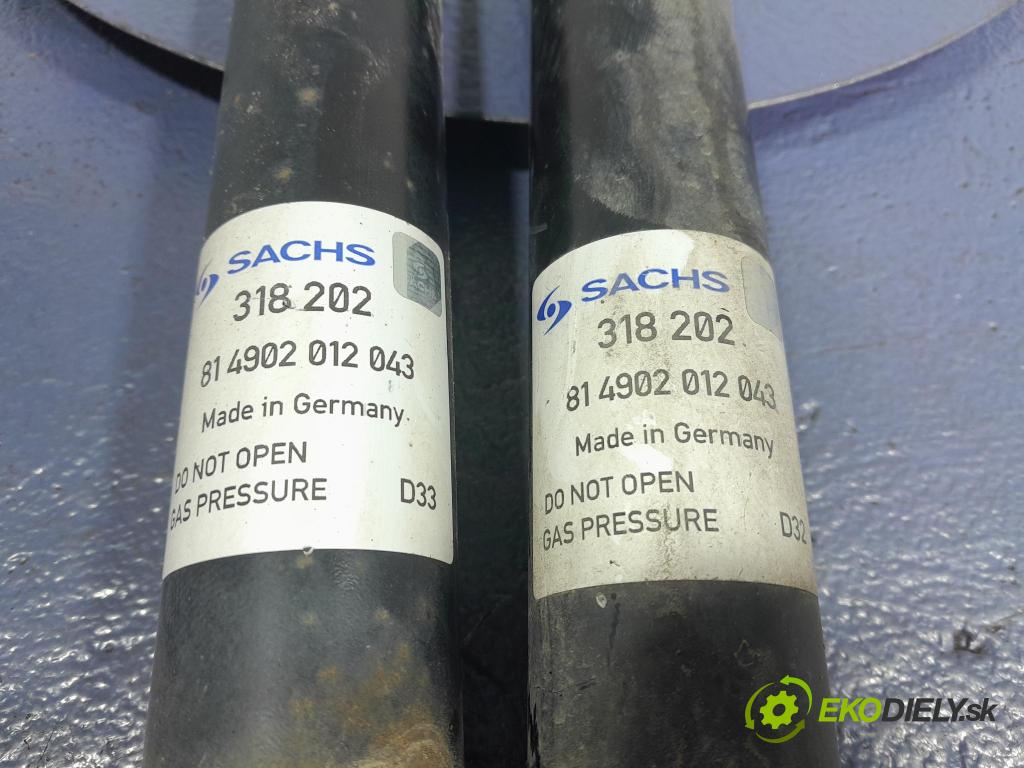 SACHS
318 202
81 4902 012 043
Made in Germany
DO NOT OPEN
GAS PRESSURE D33
SACHS
318 202
81 4902 012 043
Made in Germany
DO NOT OPEN
GAS PRESSURE D32
EKODIELY.sk